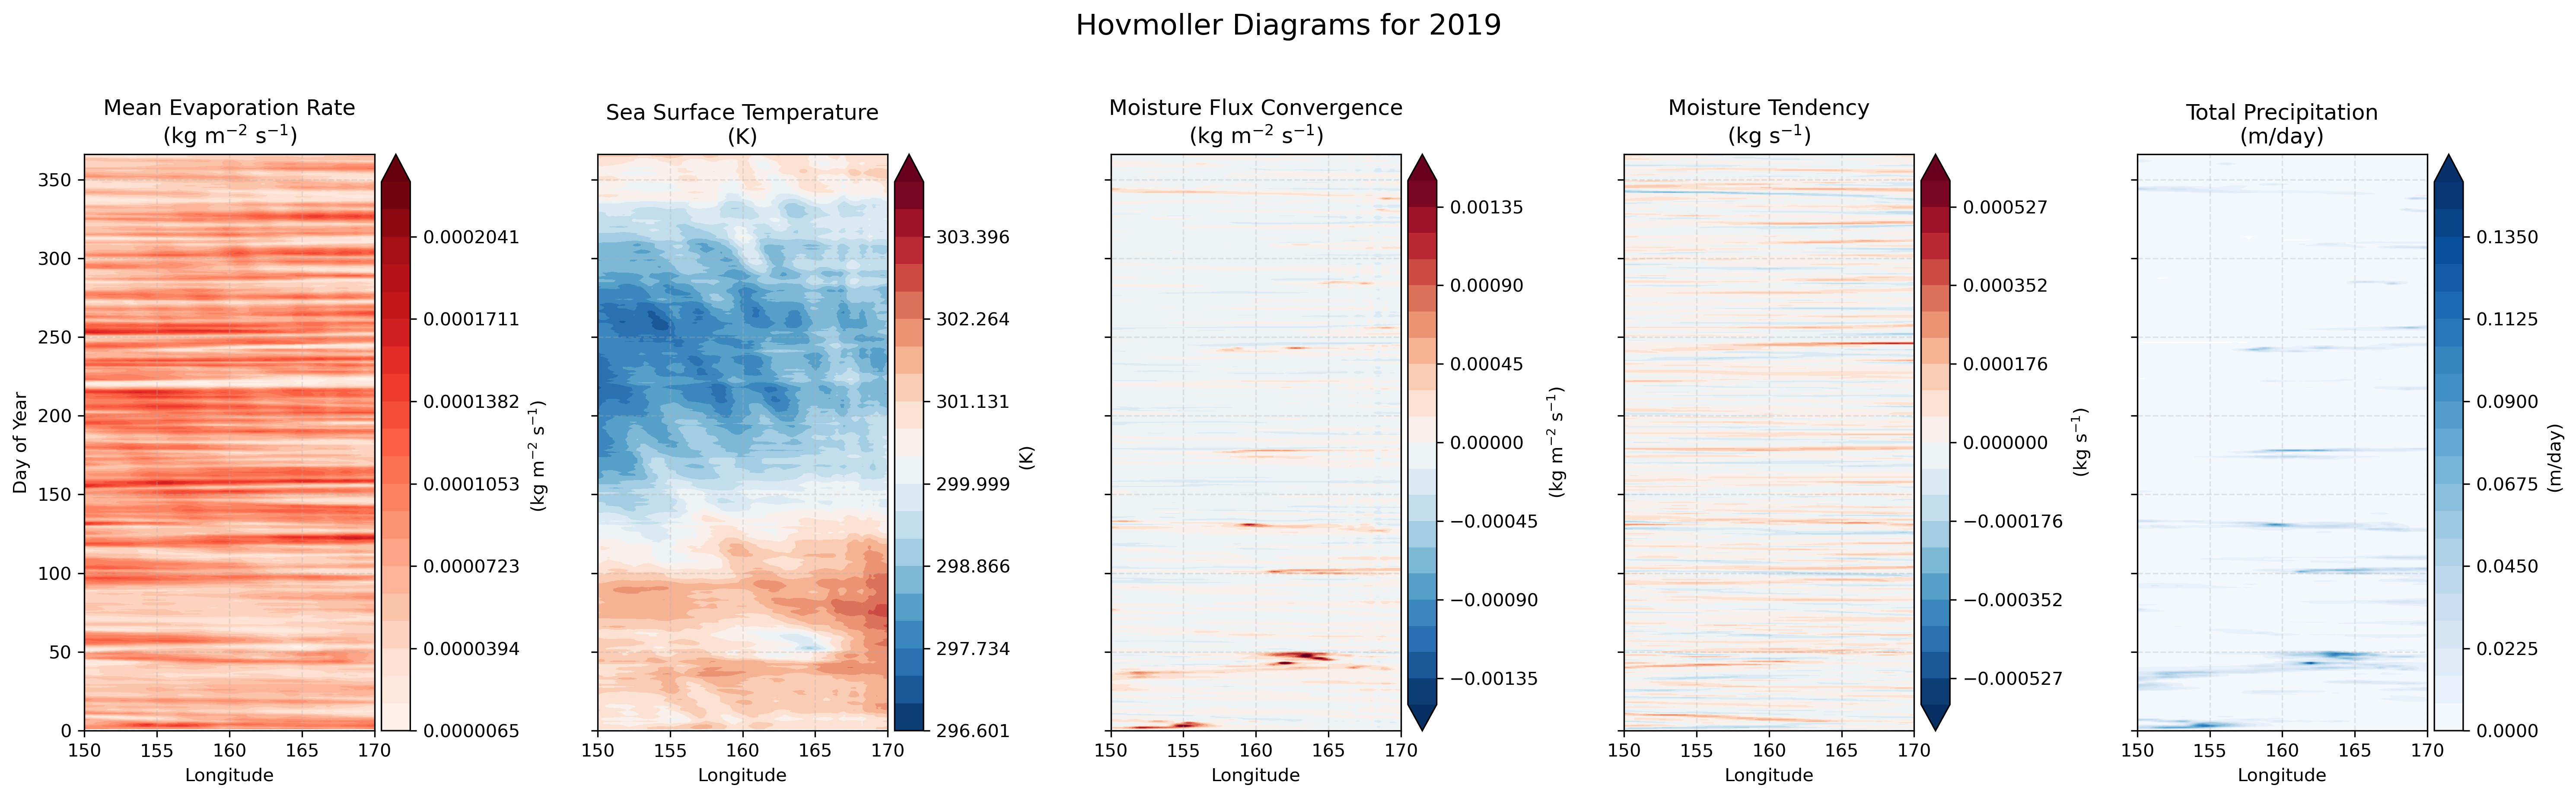 Hovmoller Diagrams for 2019
Mean Evaporation Rate
(kg m⁻² s⁻¹)
Day of Year
350
300
250
200
150
100
50
0
150 155 160 165 170
Longitude
0.0002041
0.0001711
0.0001382
0.0001053
0.0000723
0.0000394
0.0000065
(kg m⁻² s⁻¹)
Sea Surface Temperature
(K)
150 155 160 165 170
Longitude
303.396
302.264
301.131
299.999
298.866
297.734
296.601
(K)
Moisture Flux Convergence
(kg m⁻² s⁻¹)
150 155 160 165 170
Longitude
0.00135
0.00090
0.00045
0.00000
−0.00045
−0.00090
−0.00135
(kg m⁻² s⁻¹)
Moisture Tendency
(kg s⁻¹)
150 155 160 165 170
Longitude
0.000527
0.000352
0.000176
0.000000
−0.000176
−0.000352
−0.000527
(kg s⁻¹)
Total Precipitation
(m/day)
150 155 160 165 170
Longitude
0.1350
0.1125
0.0900
0.0675
0.0450
0.0225
0.0000
(m/day)